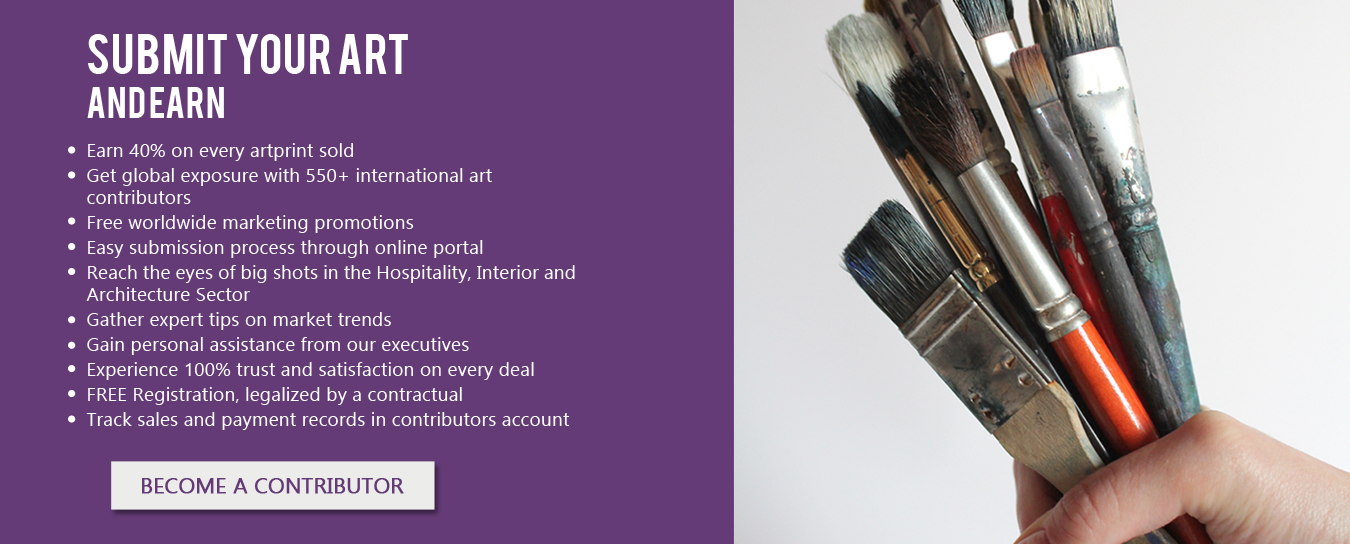 SUBMIT YOUR ART
AND EARN
• Earn 40% on every artprint sold
• Get global exposure with 550+ international art
contributors
• Free worldwide marketing promotions
• Easy submission process through online portal
• Reach the eyes of big shots in the Hospitality, Interior and
Architecture Sector
• Gather expert tips on market trends
• Gain personal assistance from our executives
• Experience 100% trust and satisfaction on every deal
• FREE Registration, legalized by a contractual
• Track sales and payment records in contributors account
BECOME A CONTRIBUTOR